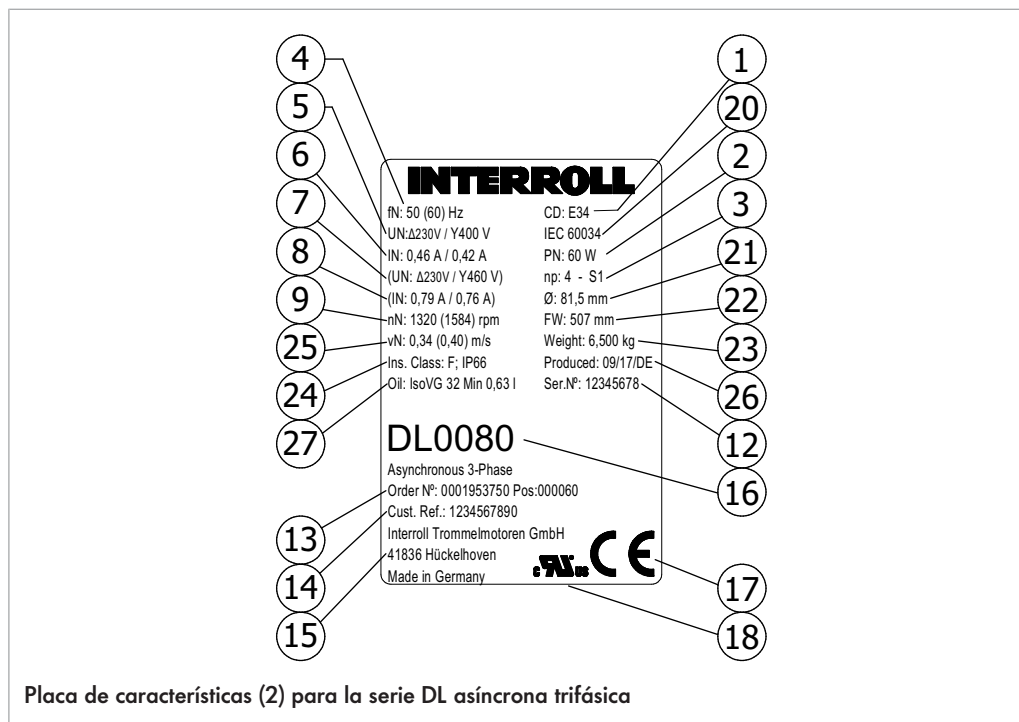 4
5
6
7
8
9
25
24
27
13
14
15
INTERROLL
fN: 50 (60) Hz
UN:Δ230V / Y400 V
IN: 0,46 A / 0,42 A
(UN: Δ230V / Y460 V)
(IN: 0,79 A / 0,76 A)
nN: 1320 (1584) rpm
vN: 0,34 (0,40) m/s
Ins. Class: F; IP66
Oil: IsoVG 32 Min 0,63 l
CD: E34
IEC 60034
PN: 60 W
np: 4 - S1
Ø: 81,5 mm
FW: 507 mm
Weight: 6,500 kg
Produced: 09/17/DE
Ser.Nº: 12345678
DL0080
Asynchronous 3-Phase
Order Nº: 0001953750 Pos:000060
Cust. Ref.: 1234567890
Interroll Trommelmotoren GmbH
41836 Hückelhoven
Made in Germany
c RU us CE
1
20
2
3
21
22
23
26
12
16
17
18
Placa de características (2) para la serie DL asíncrona trifásica